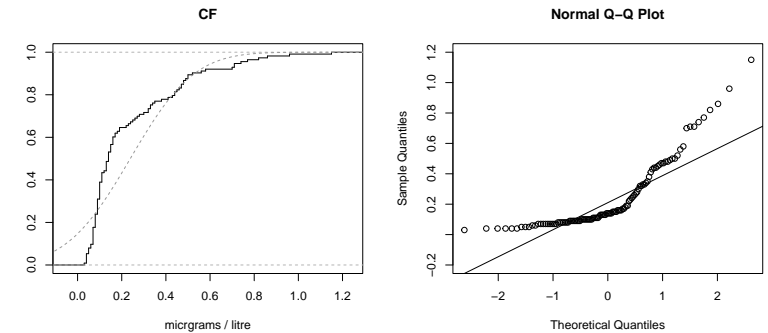 CF
1.0
0.8
0.6
0.4
0.2
0.0
0.0 0.2 0.4 0.6 0.8 1.0 1.2
micrgrams / litre
Normal Q−Q Plot
Sample Quantiles
1.2
1.0
0.8
0.6
0.4
0.2
−0.2
−2 −1 0 1 2
Theoretical Quantiles